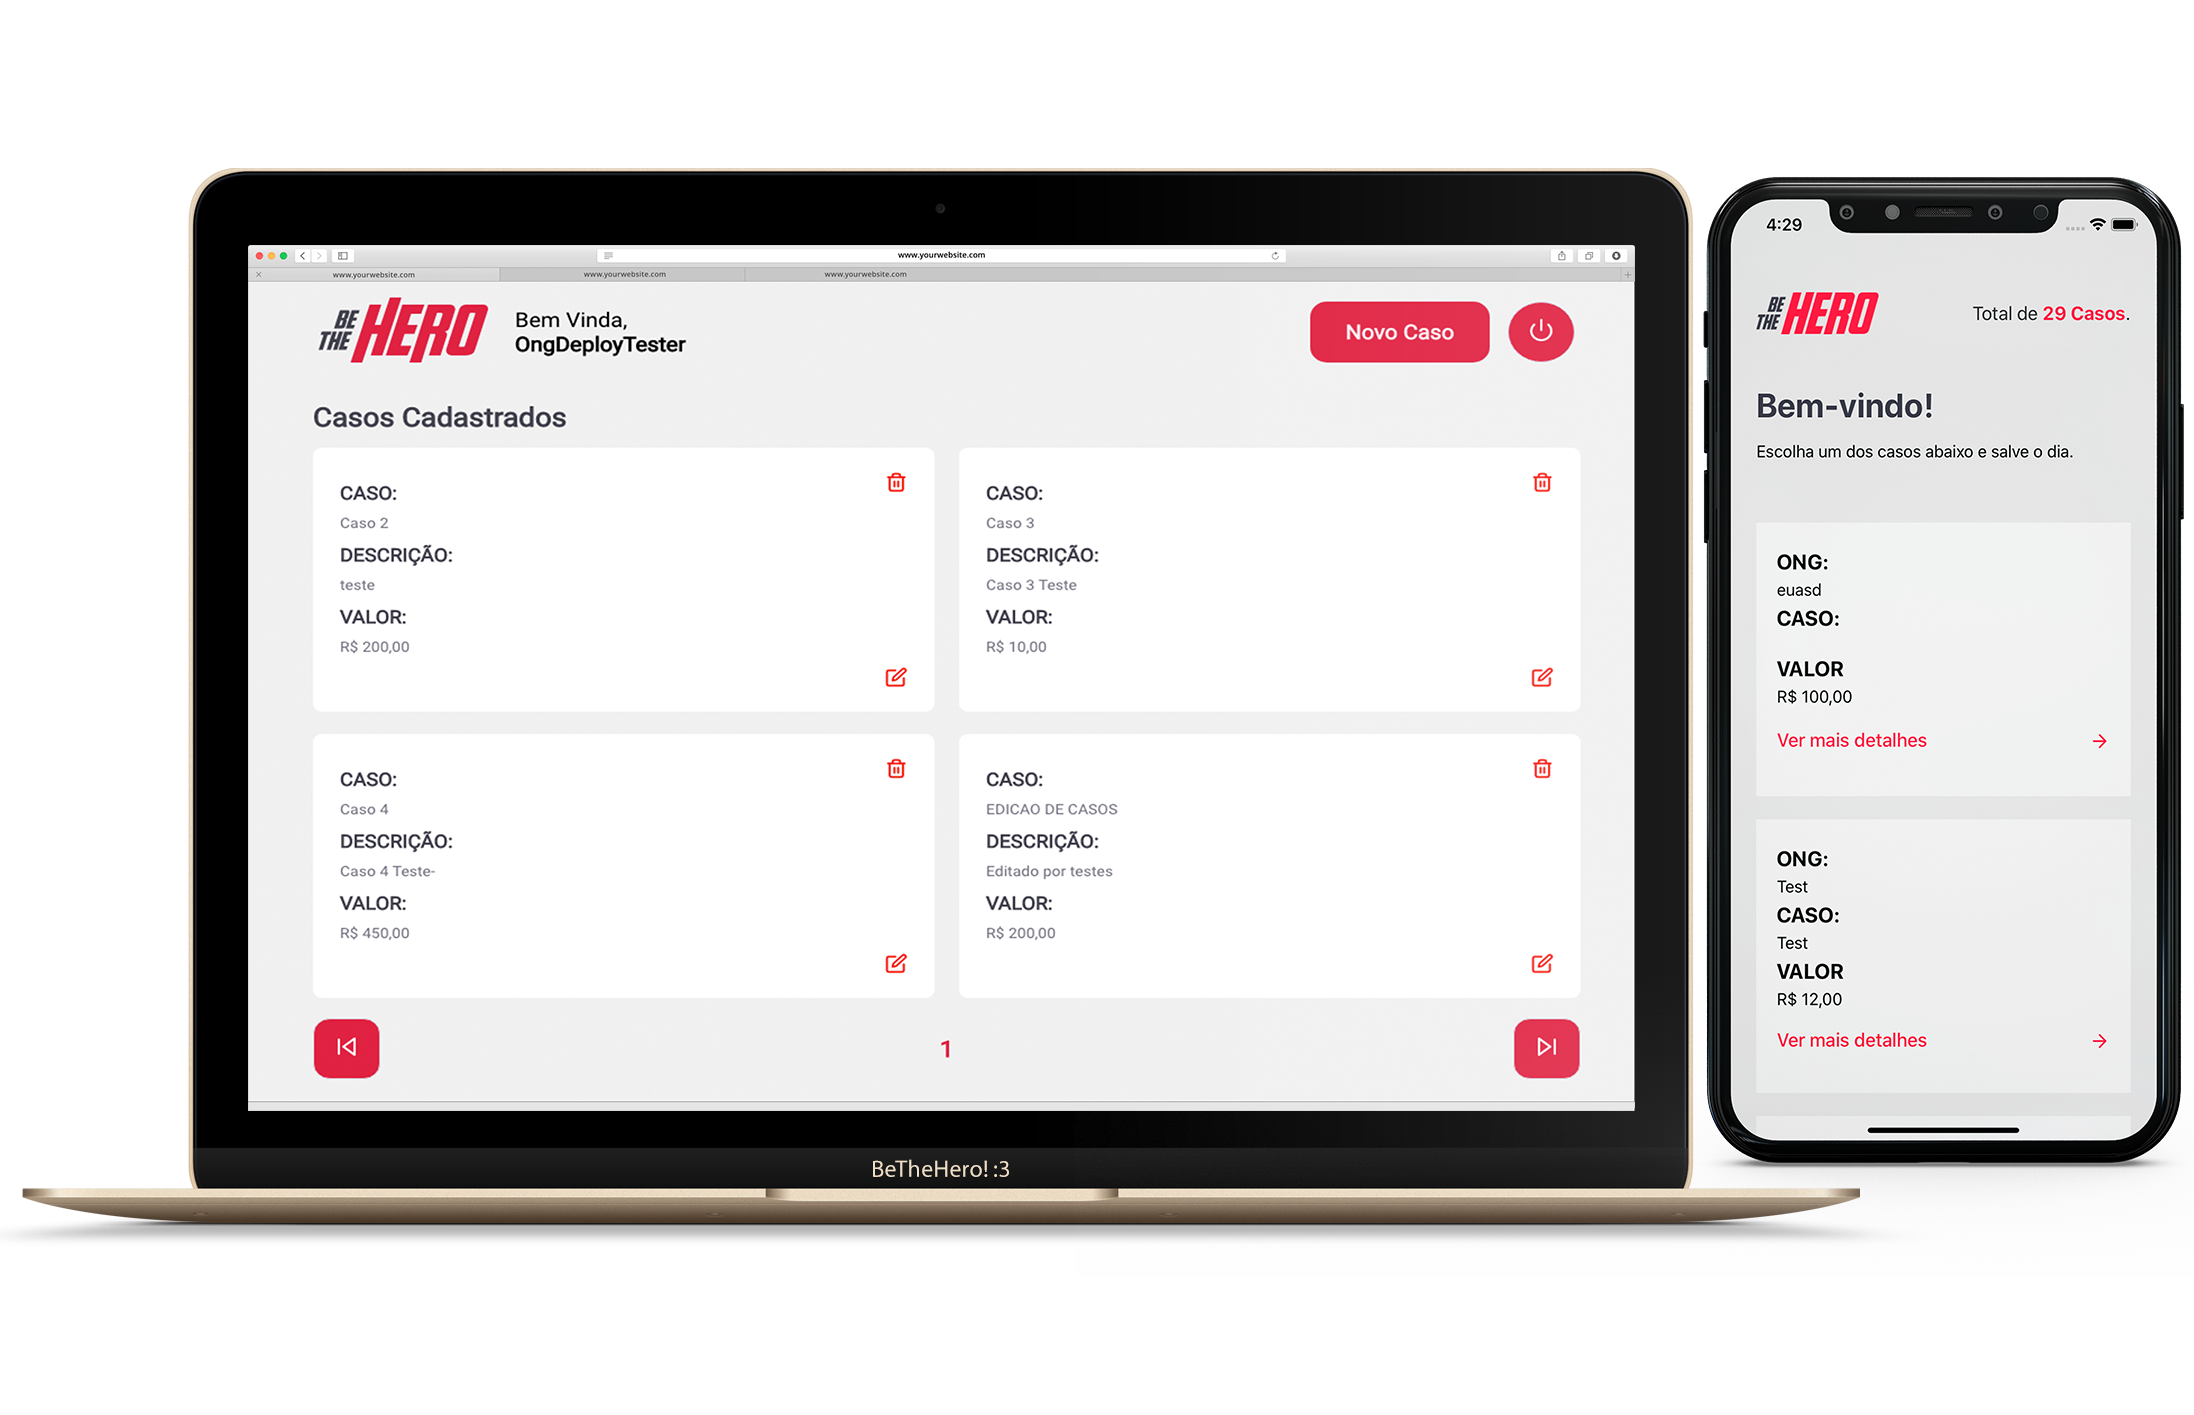 www.yourwebsite.com
www.yourwebsite.com
www.yourwebsite.com
www.yourwebsite.com
BE THE HERO
Bem Vinda,
OngDeployTester
Novo Caso
Casos Cadastrados
CASO:
Caso 2
DESCRIÇÃO:
teste
VALOR:
R$ 200,00
CASO:
Caso 3
DESCRIÇÃO:
Caso 3 Teste
VALOR:
R$ 10,00
CASO:
Caso 4
DESCRIÇÃO:
Caso 4 Teste-
VALOR:
R$ 450,00
CASO:
EDICAO DE CASOS
DESCRIÇÃO:
Editado por testes
VALOR:
R$ 200,00
1
BeTheHero! :3
4:29
BE THE HERO
Total de 29 Casos.
Bem-vindo!
Escolha um dos casos abaixo e salve o dia.
ONG:
euasd
CASO:
VALOR
R$ 100,00
Ver mais detalhes
ONG:
Test
CASO:
Test
VALOR
R$ 12,00
Ver mais detalhes